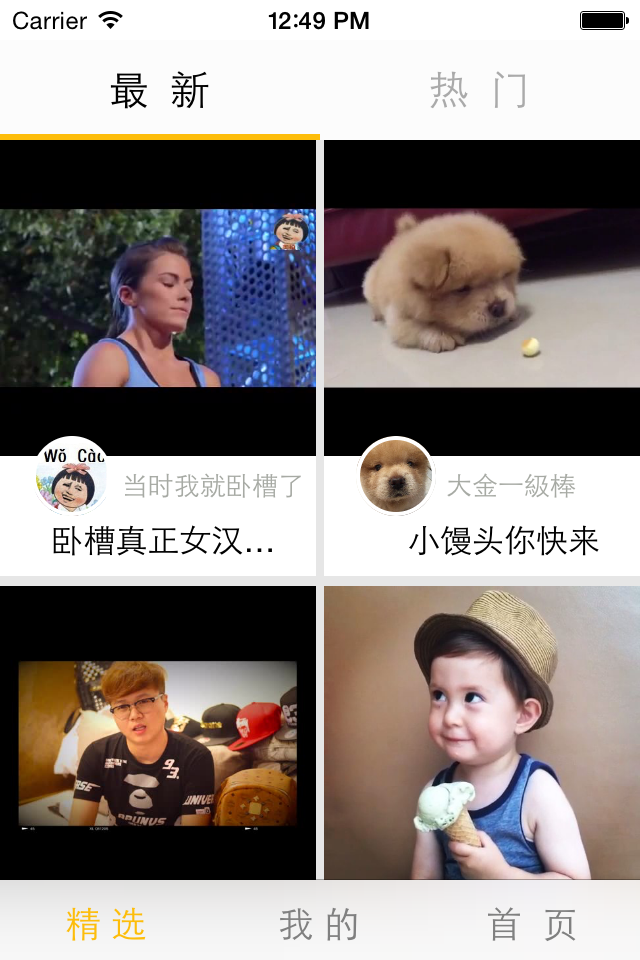 Carrier 12:49 PM
最 新 热 门
Wǒ Cào
当时我就卧槽了
大金一級棒
卧槽真正女汉...
小馒头你快来
93.
精 选 我 的 首 页